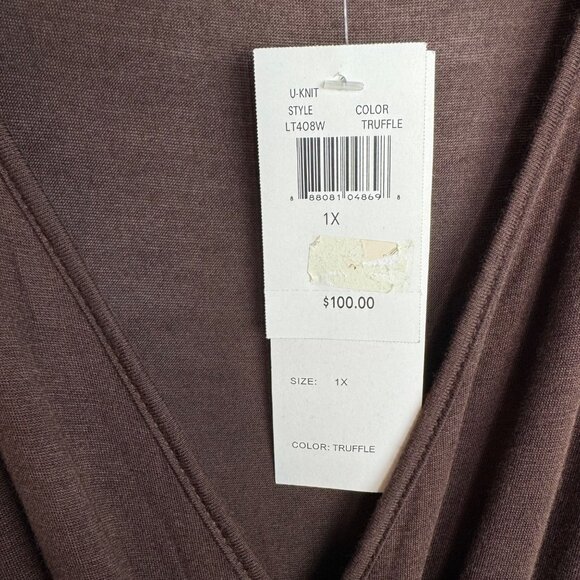 U-KNIT
STYLE COLOR
LT408W TRUFFLE
8 88081 04869 8
1X
$100.00
SIZE: 1X
COLOR: TRUFFLE